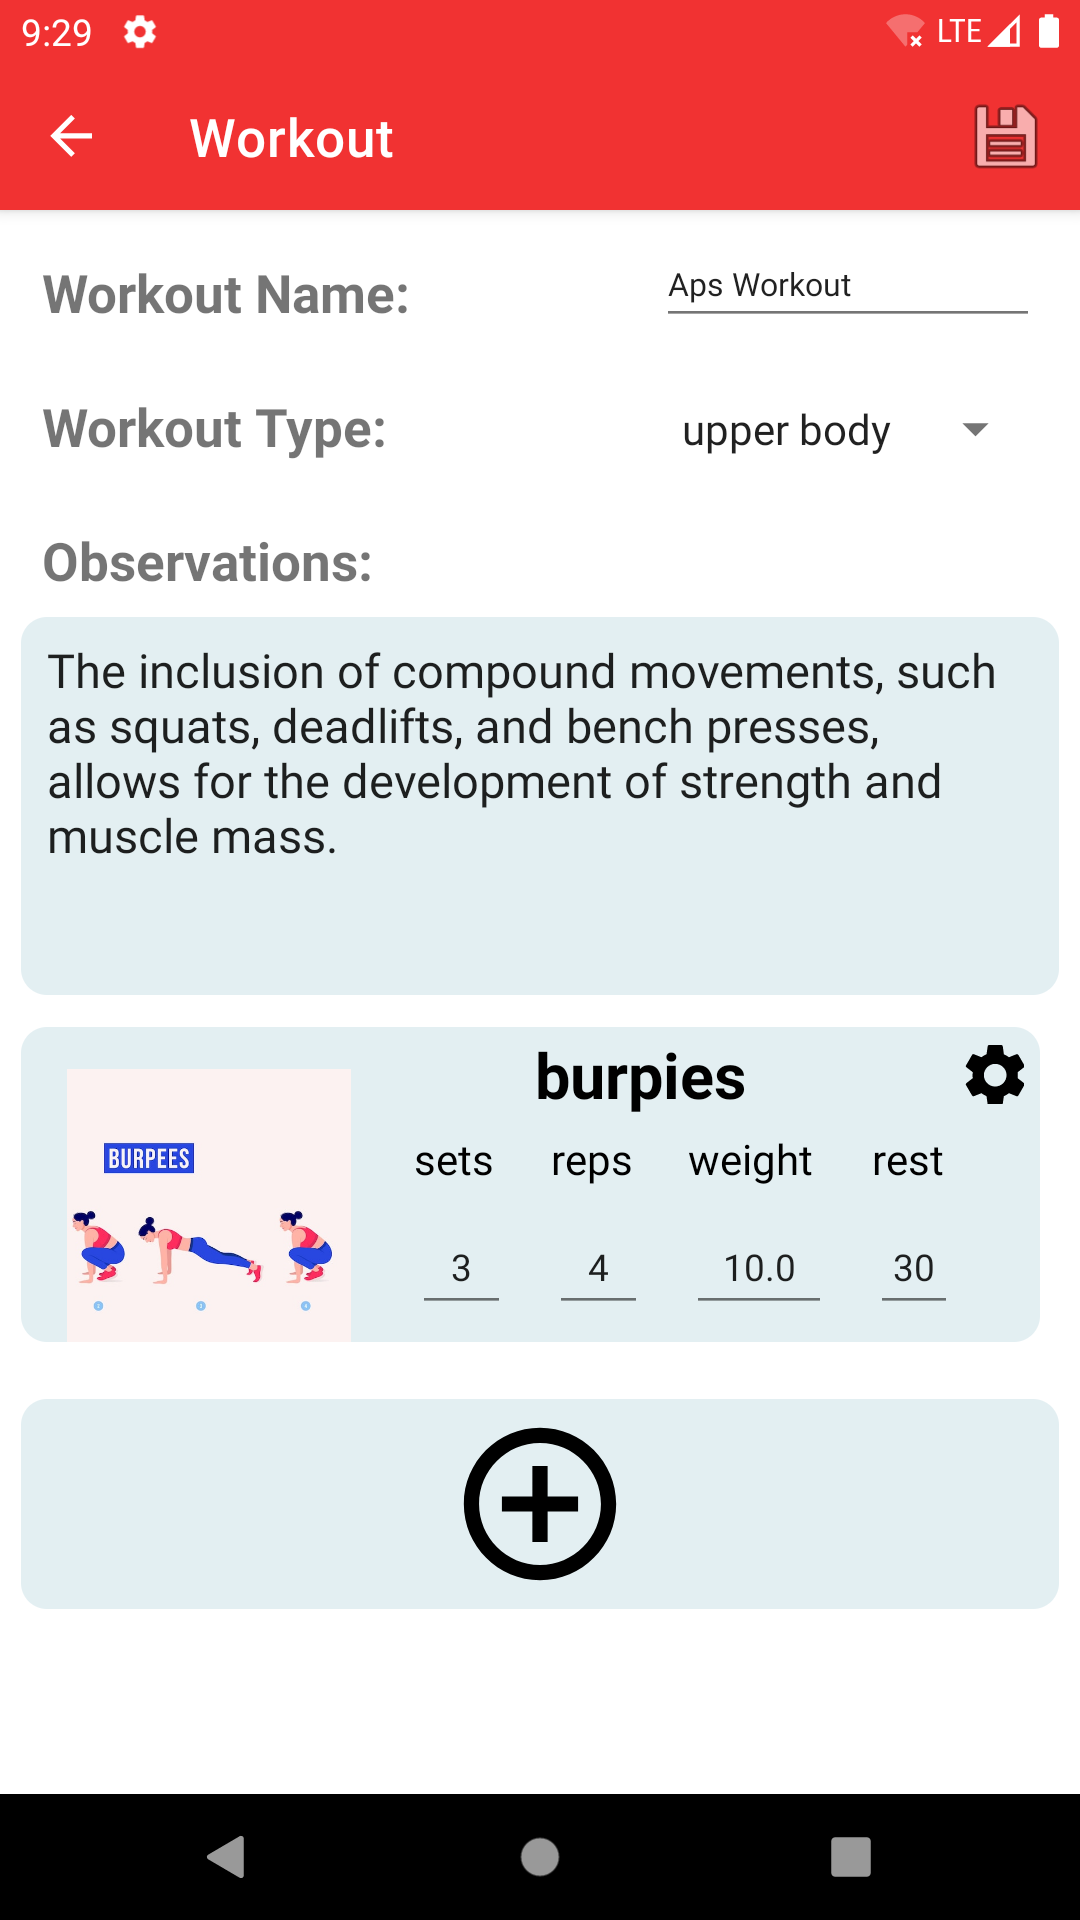 9:29 LTE
Workout
Workout Name: Aps Workout
Workout Type: upper body
Observations:
The inclusion of compound movements, such
as squats, deadlifts, and bench presses,
allows for the development of strength and
muscle mass.
burpies
BURPEES
sets reps weight rest
3 4 10.0 30